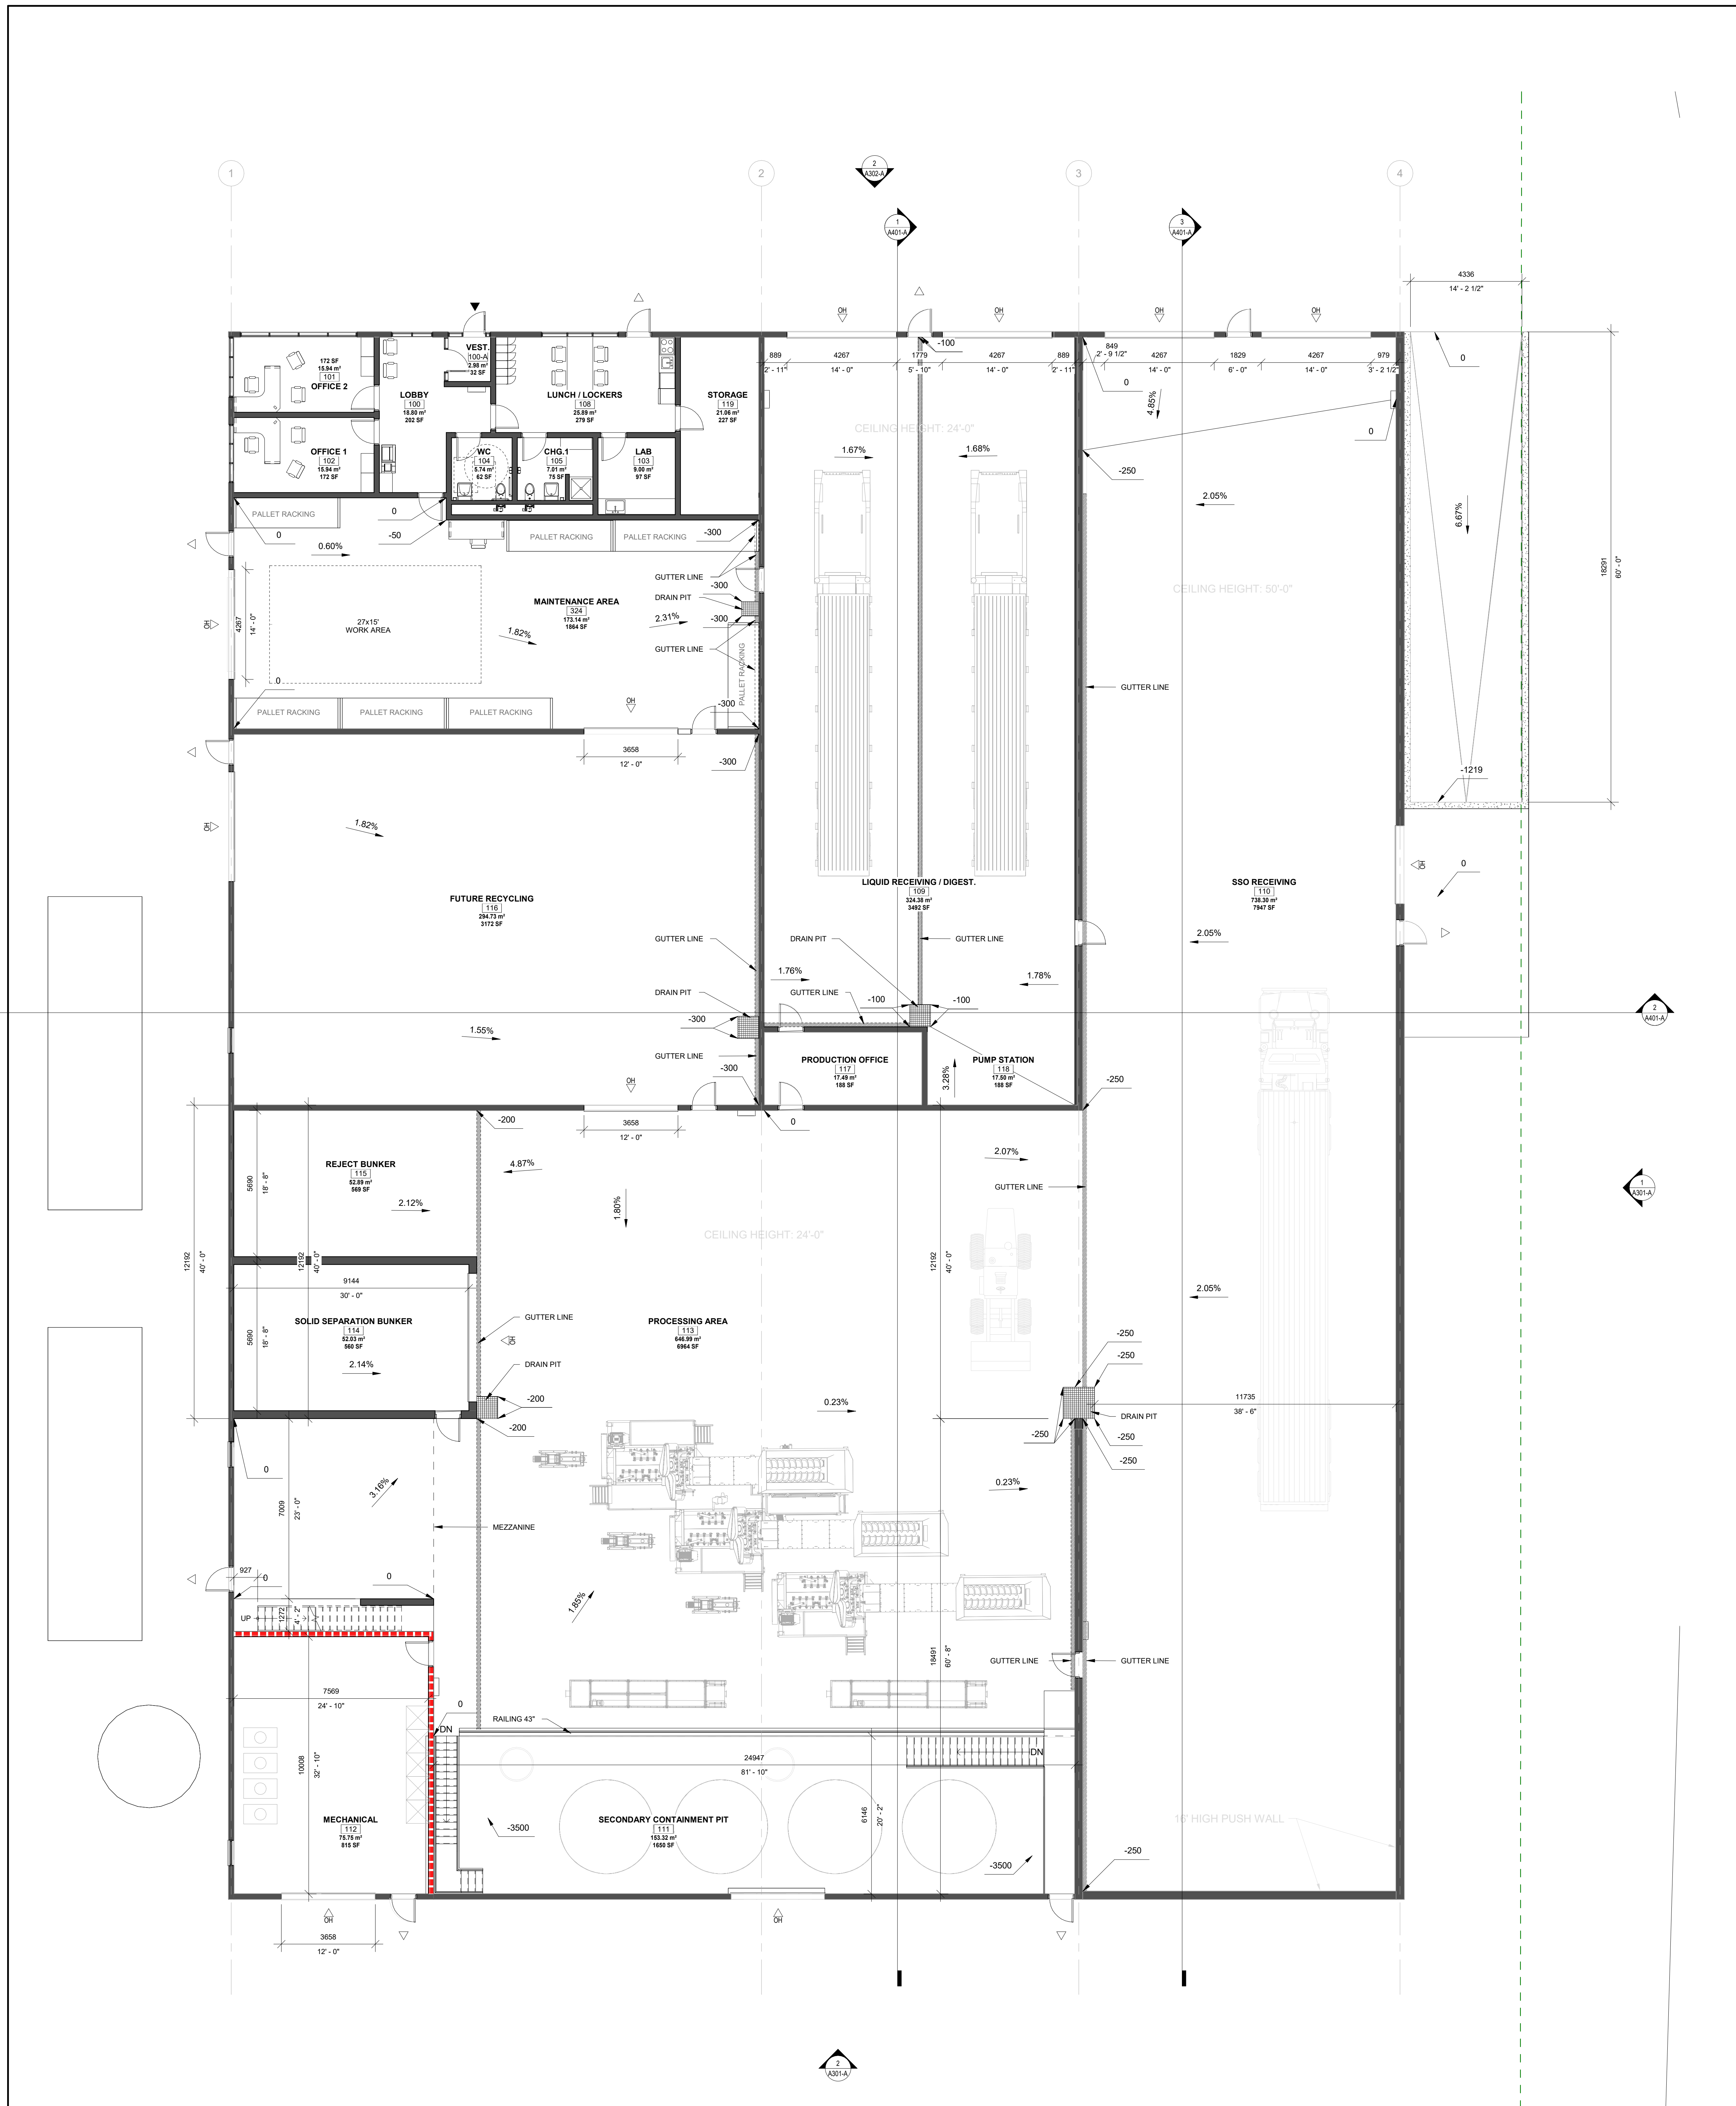 1
2
3
4
2
A302-A
1
A401-A
3
A401-A
4336
14' - 2 1/2"
OH
OH
OH
OH
172 SF
15.94 m²
101
OFFICE 2
VEST.
100-A
2.98 m²
32 SF
LOBBY
100
18.80 m²
202 SF
LUNCH / LOCKERS
108
25.89 m²
279 SF
STORAGE
119
21.06 m²
227 SF
OFFICE 1
102
15.94 m²
172 SF
WC
104
5.74 m²
62 SF
CHG.1
105
7.01 m²
75 SF
LAB
103
9.00 m²
97 SF
889
2' - 11"
4267
14' - 0"
1779
5' - 10"
4267
14' - 0"
889
2' - 11"
-100
849
2' - 9 1/2"
4267
14' - 0"
1829
6' - 0"
4267
14' - 0"
979
3' - 2 1/2"
0
0
4.85%
CEILING HEIGHT: 24'-0"
0
1.67%
1.68%
-250
2.05%
6.67%
18291
60' - 0"
PALLET RACKING
0
0
-50
0.60%
PALLET RACKING
PALLET RACKING
-300
GUTTER LINE
-300
DRAIN PIT
-300
GUTTER LINE
CEILING HEIGHT: 50'-0"
MAINTENANCE AREA
324
173.14 m²
1864 SF
27x15'
WORK AREA
1.82%
2.31%
OH
4267
14' - 0"
PALLET RACKING
0
PALLET RACKING
PALLET RACKING
PALLET RACKING
OH
-300
GUTTER LINE
3658
12' - 0"
-300
-1219
OH
1.82%
OH
0
FUTURE RECYCLING
116
294.73 m²
3172 SF
LIQUID RECEIVING / DIGEST.
109
324.38 m²
3492 SF
SSO RECEIVING
110
738.30 m²
7947 SF
GUTTER LINE
DRAIN PIT
GUTTER LINE
2.05%
1.76%
1.78%
DRAIN PIT
GUTTER LINE
-100
-100
-300
2
A401-A
1.55%
GUTTER LINE
-300
PRODUCTION OFFICE
117
17.49 m²
188 SF
PUMP STATION
118
17.50 m²
188 SF
3.28%
-250
OH
-200
3658
12' - 0"
0
4.87%
2.07%
REJECT BUNKER
115
52.89 m²
569 SF
5690
18' - 8"
2.12%
1.80%
GUTTER LINE
1
A301-A
CEILING HEIGHT: 24'-0"
12192
40' - 0"
12192
40' - 0"
12192
40' - 0"
9144
30' - 0"
2.05%
SOLID SEPARATION BUNKER
114
52.03 m²
560 SF
5690
18' - 8"
2.14%
GUTTER LINE
OH
PROCESSING AREA
113
646.99 m²
6964 SF
DRAIN PIT
-250
-250
-200
-200
0.23%
11735
38' - 6"
DRAIN PIT
-250
-250
-250
0
3.16%
0.23%
7009
23' - 0"
MEZZANINE
927
0
0
1.85%
UP
1272
4' - 2"
18491
60' - 8"
GUTTER LINE
GUTTER LINE
7569
24' - 10"
0
RAILING 43"
DN
DN
24947
81' - 10"
10008
32' - 10"
6146
20' - 2"
MECHANICAL
112
75.75 m²
815 SF
-3500
SECONDARY CONTAINMENT PIT
111
153.32 m²
1650 SF
16' HIGH PUSH WALL
-250
-3500
OH
OH
3658
12' - 0"
2
A301-A